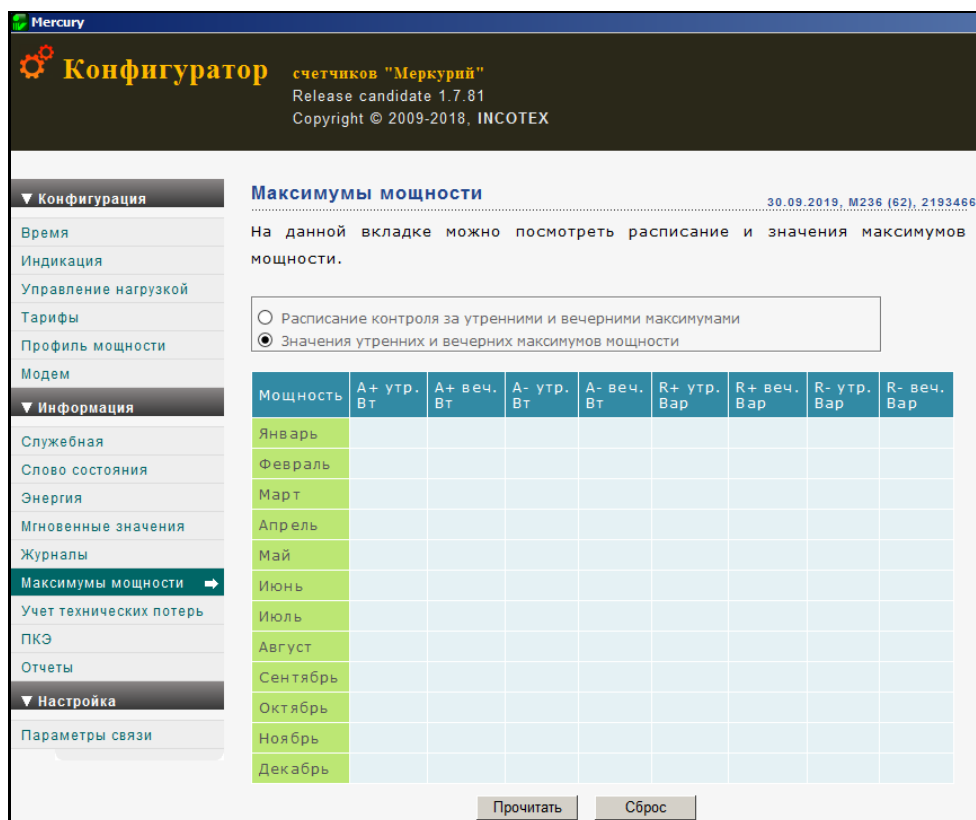 Mercury
Конфигуратор
счетчиков "Меркурий"
Release candidate 1.7.81
Copyright © 2009-2018, INCOTEX
▼ Конфигурация
Время
Индикация
Управление нагрузкой
Тарифы
Профиль мощности
Модем
▼ Информация
Служебная
Слово состояния
Энергия
Мгновенные значения
Журналы
Максимумы мощности
Учет технических потерь
ПКЭ
Отчеты
▼ Настройка
Параметры связи
Максимумы мощности
30.09.2019, М236 (62), 2193466
На данной вкладке можно посмотреть расписание и значения максимумов
мощности.
Расписание контроля за утренними и вечерними максимумами
Значения утренних и вечерних максимумов мощности
Мощность A+ утр. Вт A+ веч. Вт A- утр. Вт A- веч. Вт R+ утр. Вар R+ веч. Вар R- утр. Вар R- веч. Вар
Январь
Февраль
Март
Апрель
Май
Июнь
Июль
Август
Сентябрь
Октябрь
Ноябрь
Декабрь
Прочитать Сброс